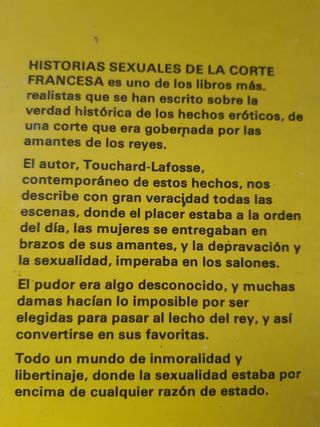 HISTORIAS SEXUALES DE LA CORTE
FRANCESA es uno de los libros más.
realistas que se han escrito sobre la
verdad histórica de los hechos eróticos, de
una corte que era gobernada por las
amantes de los reyes.
El autor, Touchard-Lafosse,
contemporáneo de estos hechos, nos
describe con gran veracidad todas las
escenas, donde el placer estaba a la orden
del día, las mujeres se entregaban en
brazos de sus amantes, y la depravación y
la sexualidad, imperaba en los salones.
El pudor era algo desconocido, y muchas
damas hacían lo imposible por ser
elegidas para pasar al lecho del rey, y así
convertirse en sus favoritas.
Todo un mundo de inmoralidad y
libertinaje, donde la sexualidad estaba por
encima de cualquier razón de estado.